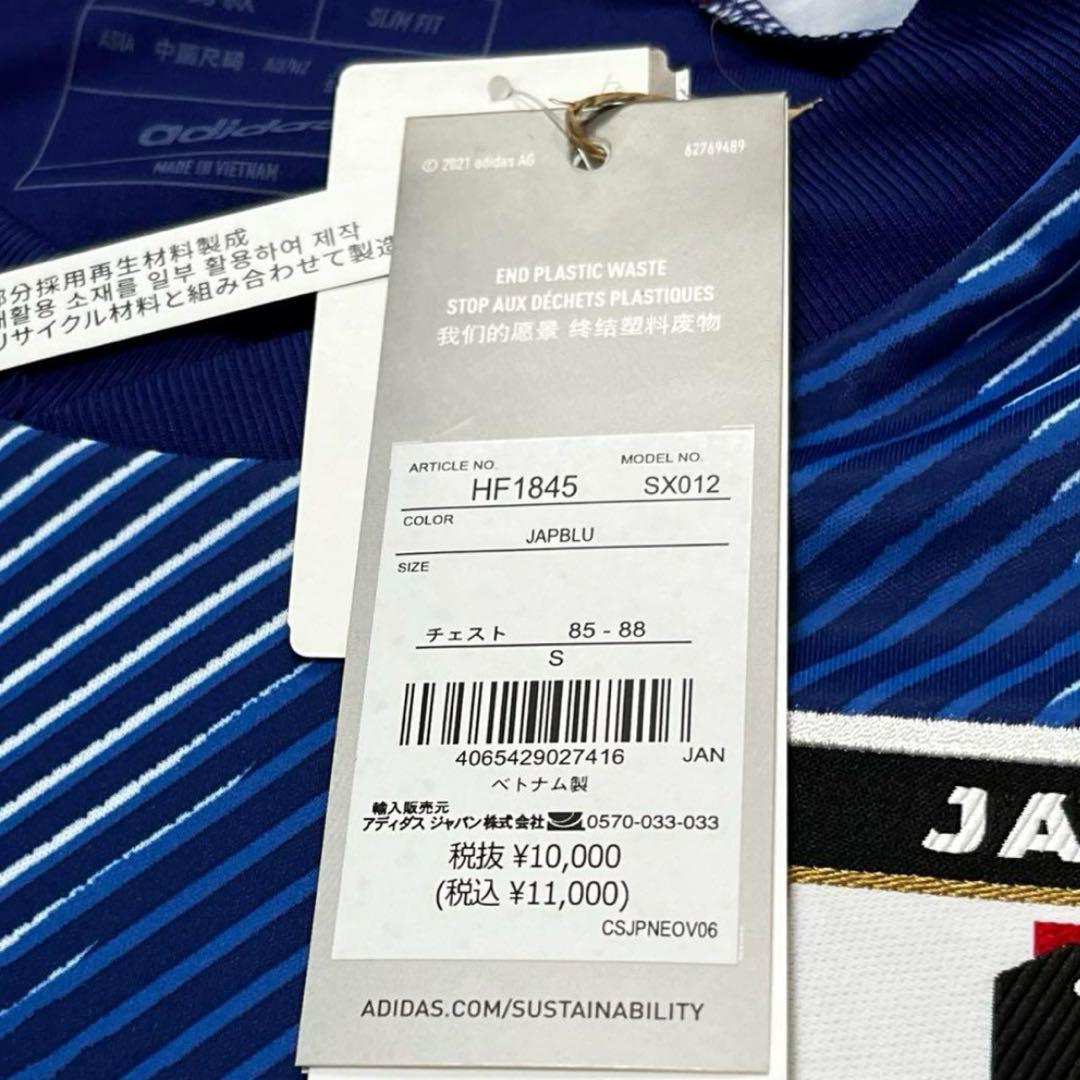 SLIM FIT
ASIA 中国尺码 AU/NZ
adidas
MADE IN VIETNAM
部分採用再生材料製成
재활용 소재를 일부 활용하여 제작
リサイクル材料と組み合わせて製造
© 2021 adidas AG
62769489
END PLASTIC WASTE
STOP AUX DÉCHETS PLASTIQUES
我们的愿景 终结塑料废物
ARTICLE NO. MODEL NO.
HF1845 SX012
COLOR
JAPBLU
SIZE
チェスト 85 - 88
S
4065429027416 JAN
ベトナム製
輸入販売元
アディダス ジャパン株式会社 0570-033-033
税抜 ¥10,000
(税込 ¥11,000)
CSJPNEOV06
ADIDAS.COM/SUSTAINABILITY
JA